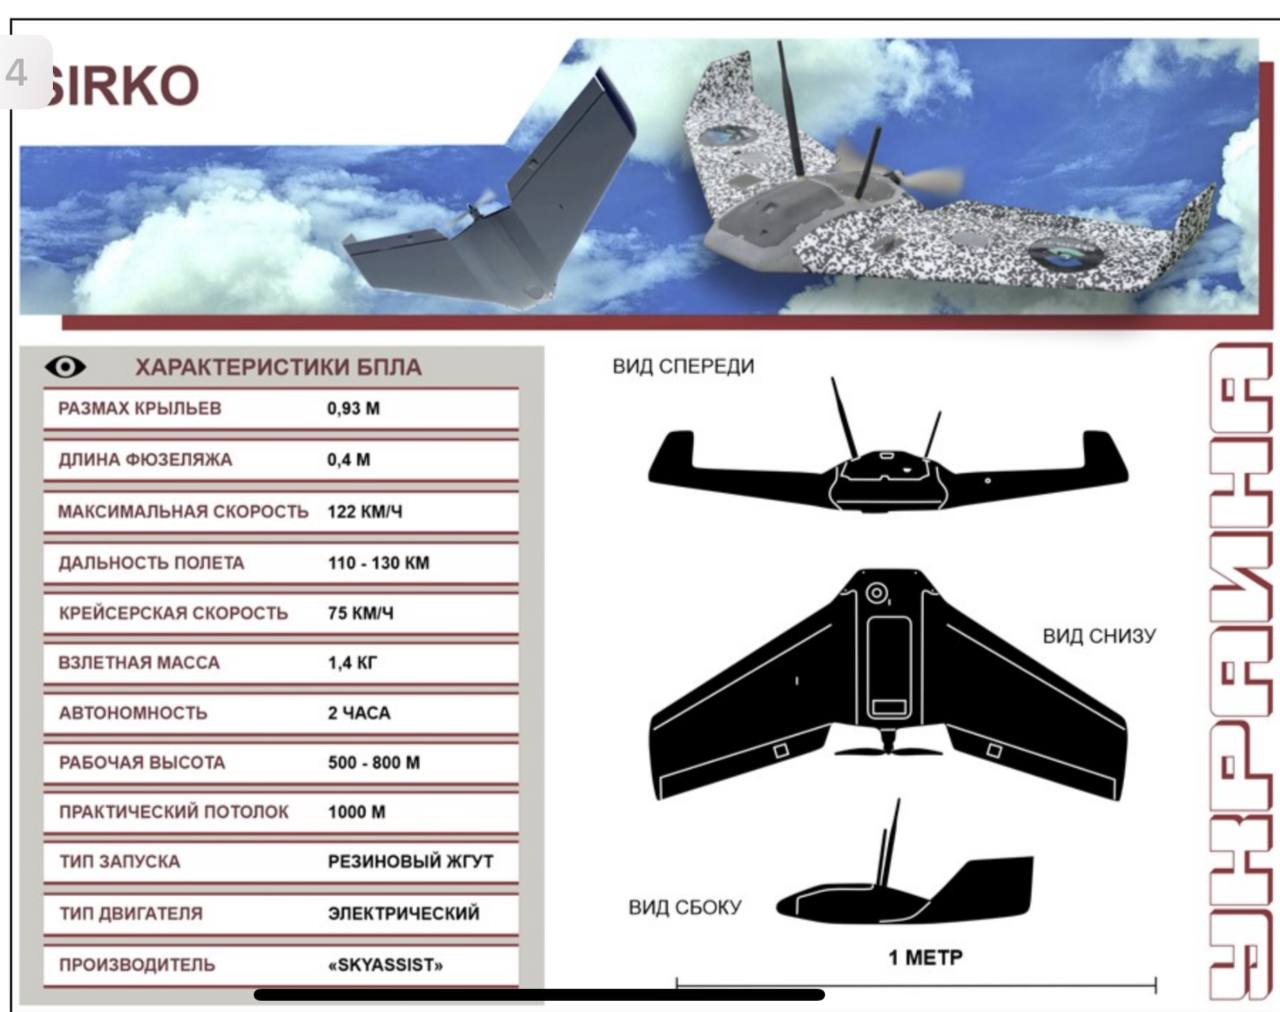 4
SIRKO
ХАРАКТЕРИСТИКИ БПЛА
РАЗМАХ КРЫЛЬЕВ 0,93 М
ДЛИНА ФЮЗЕЛЯЖА 0,4 М
МАКСИМАЛЬНАЯ СКОРОСТЬ 122 КМ/Ч
ДАЛЬНОСТЬ ПОЛЕТА 110 - 130 КМ
КРЕЙСЕРСКАЯ СКОРОСТЬ 75 КМ/Ч
ВЗЛЕТНАЯ МАССА 1,4 КГ
АВТОНОМНОСТЬ 2 ЧАСА
РАБОЧАЯ ВЫСОТА 500 - 800 М
ПРАКТИЧЕСКИЙ ПОТОЛОК 1000 М
ТИП ЗАПУСКА РЕЗИНОВЫЙ ЖГУТ
ТИП ДВИГАТЕЛЯ ЭЛЕКТРИЧЕСКИЙ
ПРОИЗВОДИТЕЛЬ «SKYASSIST»
ВИД СПЕРЕДИ
ВИД СНИЗУ
ВИД СБОКУ
1 МЕТР
УКРАИНА